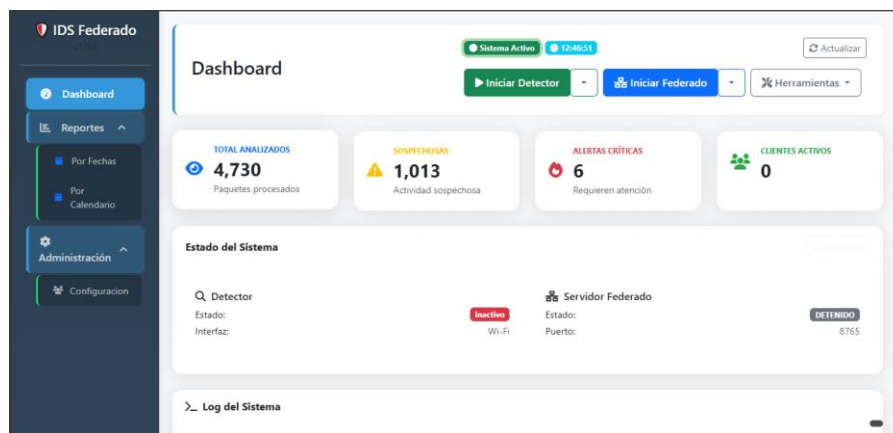 IDS Federado
Dashboard
Reportes
Por Fechas
Por
Calendario
Administración
Configuracion
Dashboard
Sistema Activo
12:46:51
Actualizar
Iniciar Detector
Iniciar Federado
Herramientas
TOTAL ANALIZADOS
4,730
Paquetes procesados
SOSPECHOSAS
1,013
Actividad sospechosa
ALERTAS CRÍTICAS
6
Requieren atención
CLIENTES ACTIVOS
0
Estado del Sistema
Detector
Estado:
Inactivo
Interfaz:
Wi-Fi
Servidor Federado
Estado:
DETENIDO
Puerto:
8765
Log del Sistema